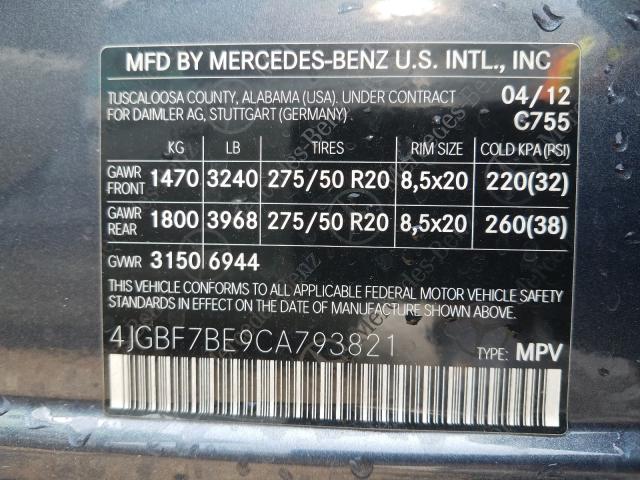 MFD BY MERCEDES-BENZ U.S. INTL., INC
TUSCALOOSA COUNTY, ALABAMA (USA). UNDER CONTRACT 04/12
FOR DAIMLER AG, STUTTGART (GERMANY) C755
KG LB TIRES RIM SIZE COLD KPA(PSI)
GAWR FRONT 1470 3240 275/50 R20 8,5x20 220(32)
GAWR REAR 1800 3968 275/50 R20 8,5x20 260(38)
GVWR 3150 6944
THIS VEHICLE CONFORMS TO ALL APPLICABLE FEDERAL MOTOR VEHICLE SAFETY
STANDARDS IN EFFECT ON THE DATE OF MANUFACTURE SHOWN ABOVE.
4JGBF7BE9CA793821 TYPE: MPV